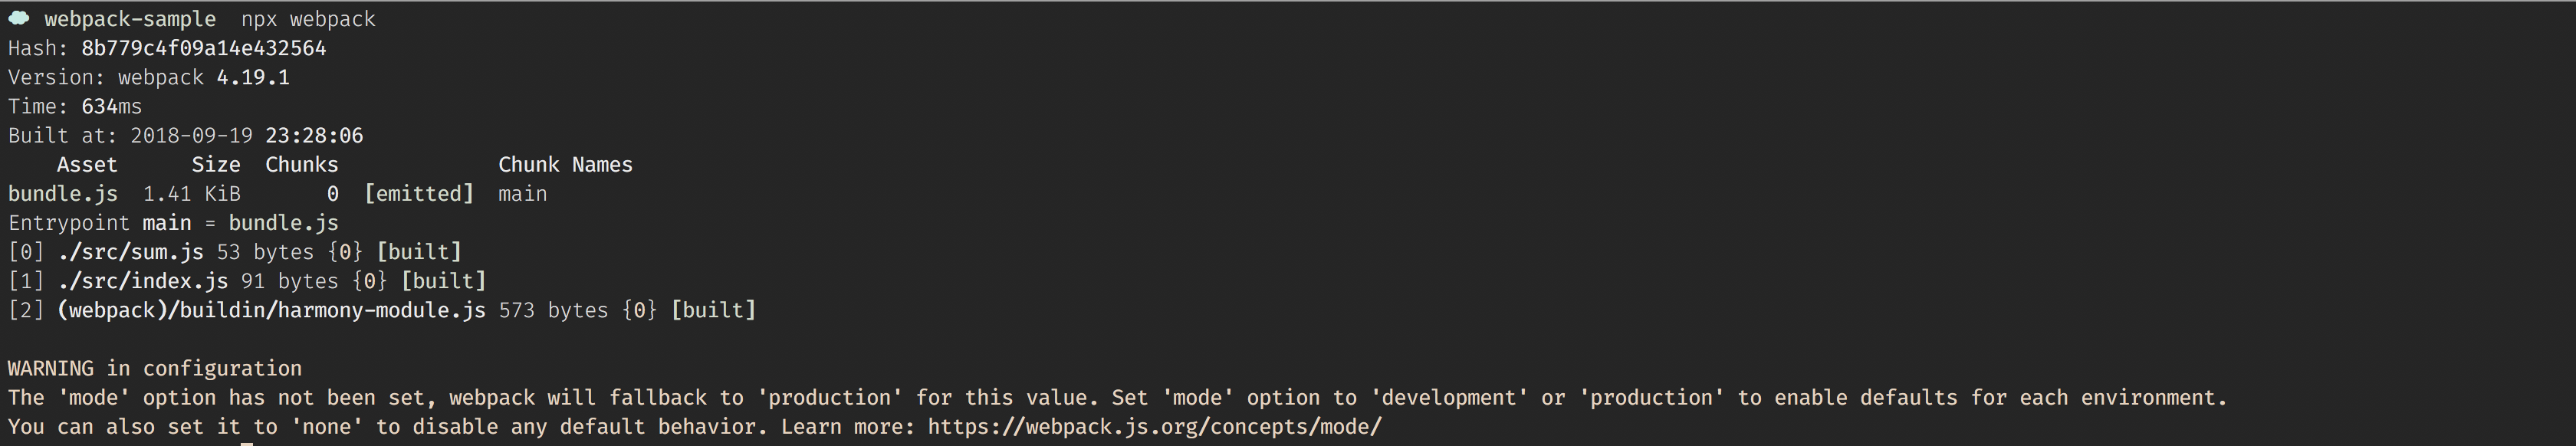 webpack-sample npx webpack
Hash: 8b779c4f09a14e432564
Version: webpack 4.19.1
Time: 634ms
Built at: 2018-09-19 23:28:06
Asset Size Chunks Chunk Names
bundle.js 1.41 KiB 0 [emitted] main
Entrypoint main = bundle.js
[0] ./src/sum.js 53 bytes {0} [built]
[1] ./src/index.js 91 bytes {0} [built]
[2] (webpack)/buildin/harmony-module.js 573 bytes {0} [built]
WARNING in configuration
The 'mode' option has not been set, webpack will fallback to 'production' for this value. Set 'mode' option to 'development' or 'production' to enable defaults for each environment.
You can also set it to 'none' to disable any default behavior. Learn more: https://webpack.js.org/concepts/mode/